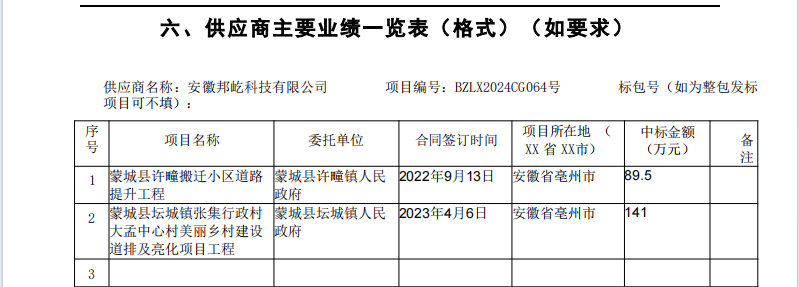 六、供应商主要业绩一览表（格式）（如要求）
供应商名称：安徽邦屹科技有限公司 项目编号：BZLX2024CG064号 标包号（如为整包发标
项目可不填）：
序号 项目名称 委托单位 合同签订时间 项目所在地（XX 省 XX市） 中标金额（万元） 备注
1 蒙城县许疃搬迁小区道路提升工程 蒙城县许疃镇人民政府 2022年9月13日 安徽省亳州市 89.5
2 蒙城县坛城镇张集行政村大孟中心村美丽乡村建设道排及亮化项目工程 蒙城县坛城镇人民政府 2023年4月6日 安徽省亳州市 141
3